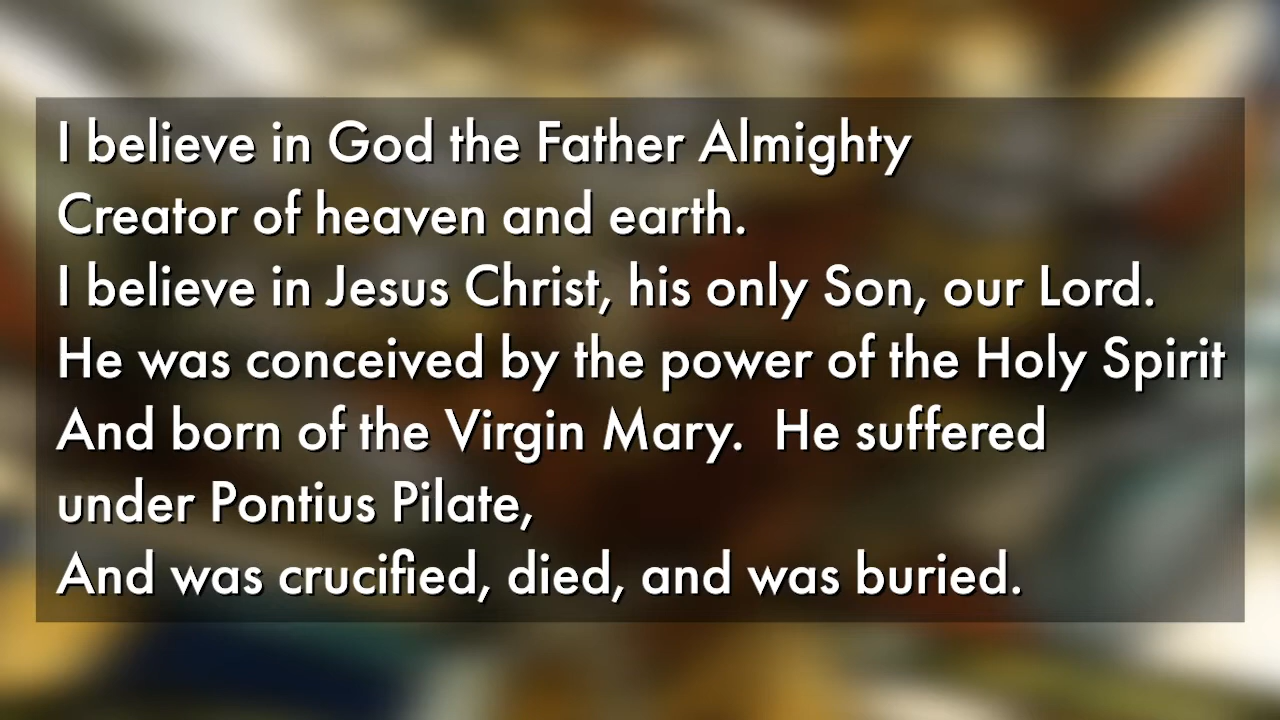 I believe in God the Father Almighty
Creator of heaven and earth.
I believe in Jesus Christ, his only Son, our Lord.
He was conceived by the power of the Holy Spirit
And born of the Virgin Mary.  He suffered
under Pontius Pilate,
And was crucified, died, and was buried.